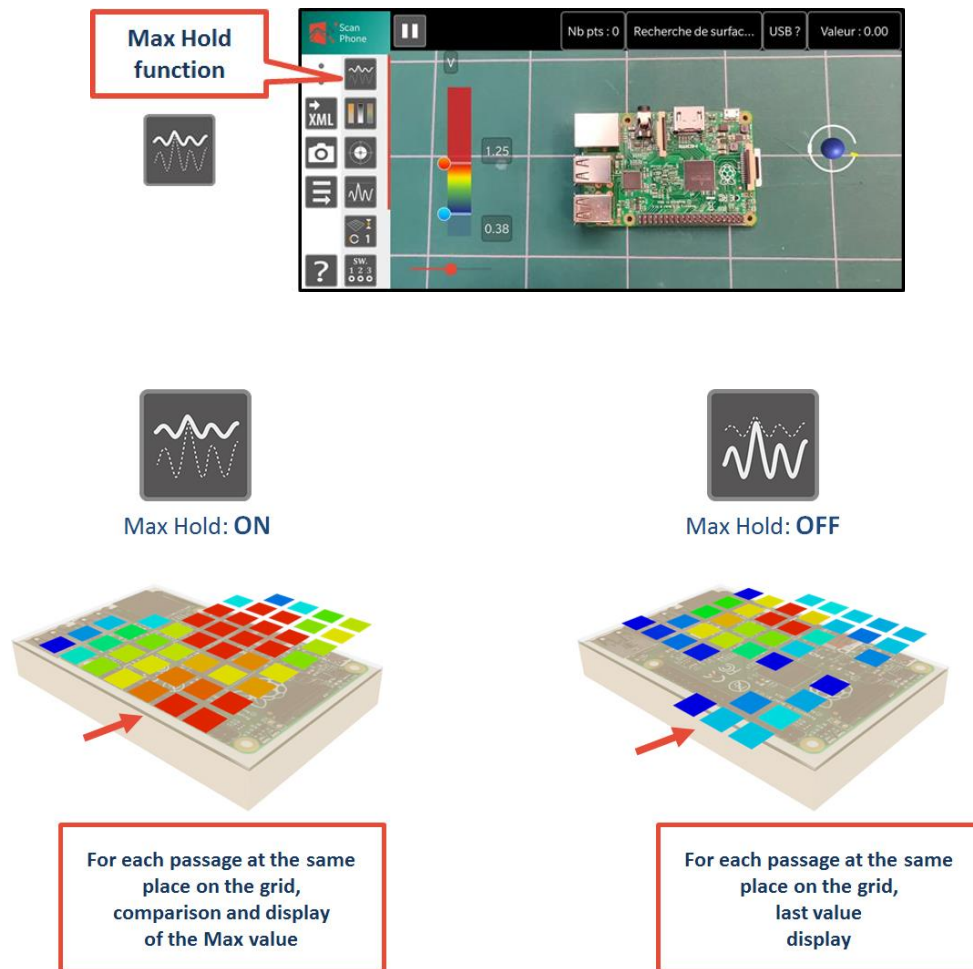 Max Hold
function
Scan
Phone
Nb pts : 0
Recherche de surfac...
USB ?
Valeur : 0.00
V
XML
1.25
0.38
C 1
SW.
1 2 3
?
Max Hold: ON
Max Hold: OFF
For each passage at the same
place on the grid,
comparison and display
of the Max value
For each passage at the same
place on the grid,
last value
display